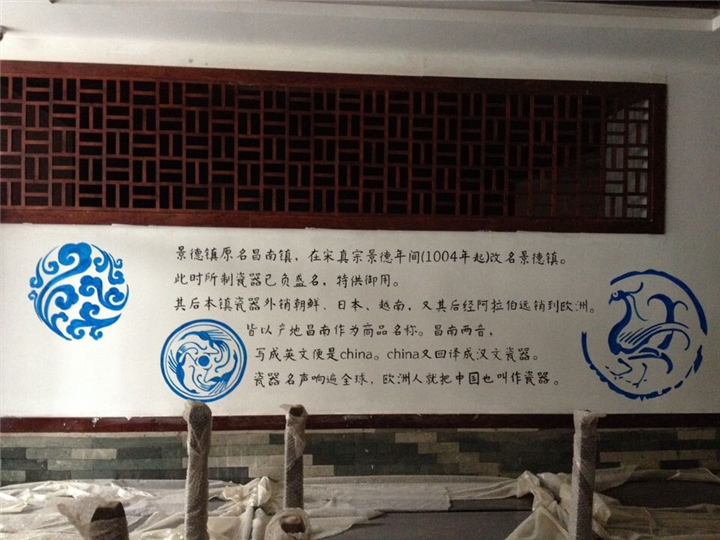 景德镇原名昌南镇，在宋真宗景德年间(1004年起)改名景德镇。
此时所制瓷器已负盛名，特供御用。
其后本镇瓷器外销朝鲜、日本、越南，又其后经阿拉伯远销到欧洲。
皆以产地昌南作为商品名称。昌南两音，
写成英文便是china。china又回译成汉文瓷器。
瓷器名声响遍全球，欧洲人就把中国也叫作瓷器。